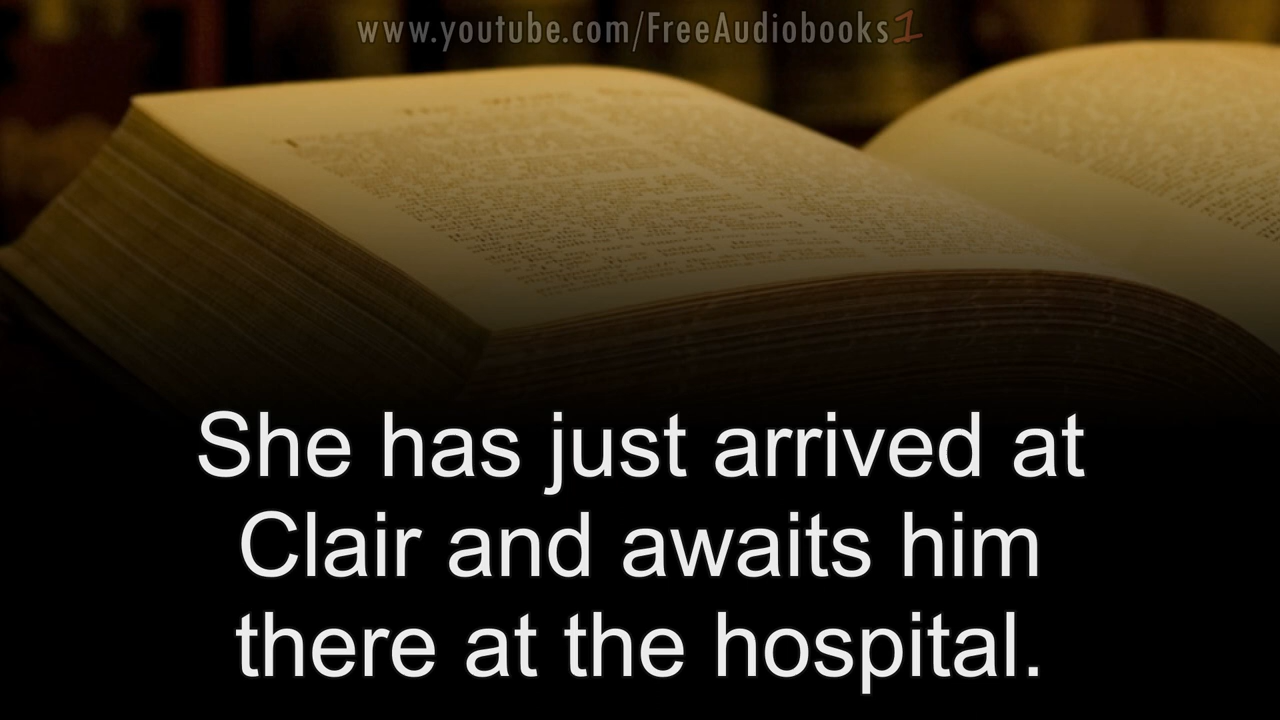 www.youtube.com/FreeAudiobooks1
She has just arrived at
Clair and awaits him
there at the hospital.